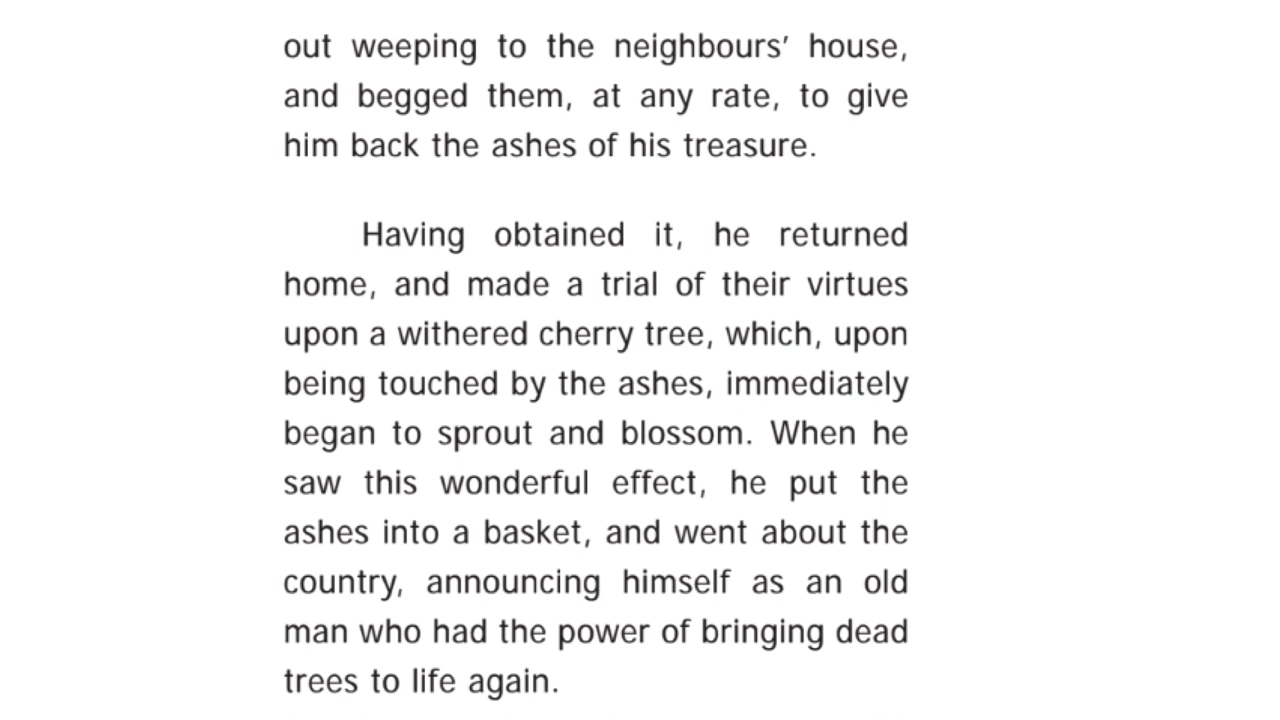 out weeping to the neighbours’ house,
and begged them, at any rate, to give
him back the ashes of his treasure.
Having obtained it, he returned
home, and made a trial of their virtues
upon a withered cherry tree, which, upon
being touched by the ashes, immediately
began to sprout and blossom. When he
saw this wonderful effect, he put the
ashes into a basket, and went about the
country, announcing himself as an old
man who had the power of bringing dead
trees to life again.